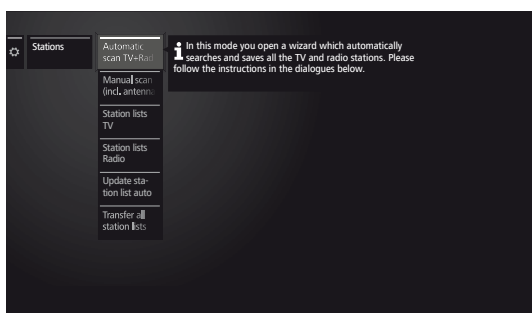 Stations
Automatic
scan TV+Rad
Manual scan
(incl. antenna
Station lists
TV
Station lists
Radio
Update sta-
tion list auto
Transfer all
station lists
i In this mode you open a wizard which automatically
searches and saves all the TV and radio stations. Please
follow the instructions in the dialogues below.